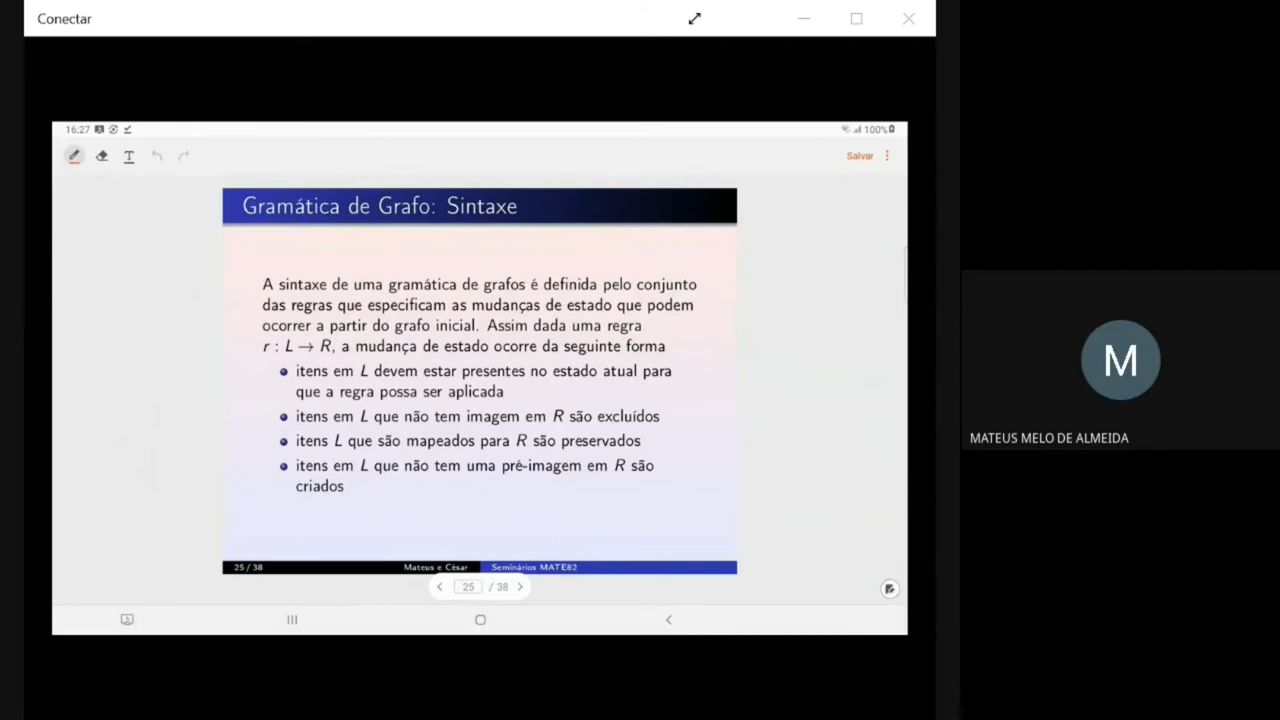 Conectar
16:27
100%
Salvar
Gramática de Grafo: Sintaxe
A sintaxe de uma gramática de grafos é definida pelo conjunto
das regras que especificam as mudanças de estado que podem
ocorrer a partir do grafo inicial. Assim dada uma regra
r : L → R, a mudança de estado ocorre da seguinte forma
itens em L devem estar presentes no estado atual para
que a regra possa ser aplicada
itens em L que não tem imagem em R são excluídos
itens L que são mapeados para R são preservados
itens em L que não tem uma pré-imagem em R são
criados
25 / 38 Mateus e César Seminários MATE82
25 / 38
M
MATEUS MELO DE ALMEIDA